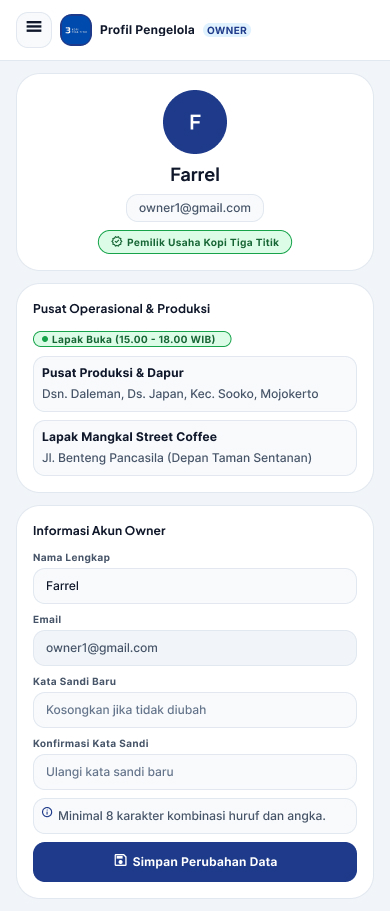 Profil Pengelola OWNER
F
Farrel
owner1@gmail.com
Pemilik Usaha Kopi Tiga Titik
Pusat Operasional & Produksi
Lapak Buka (15.00 - 18.00 WIB)
Pusat Produksi & Dapur
Dsn. Daleman, Ds. Japan, Kec. Sooko, Mojokerto
Lapak Mangkal Street Coffee
Jl. Benteng Pancasila (Depan Taman Sentanan)
Informasi Akun Owner
Nama Lengkap
Farrel
Email
owner1@gmail.com
Kata Sandi Baru
Kosongkan jika tidak diubah
Konfirmasi Kata Sandi
Ulangi kata sandi baru
Minimal 8 karakter kombinasi huruf dan angka.
Simpan Perubahan Data